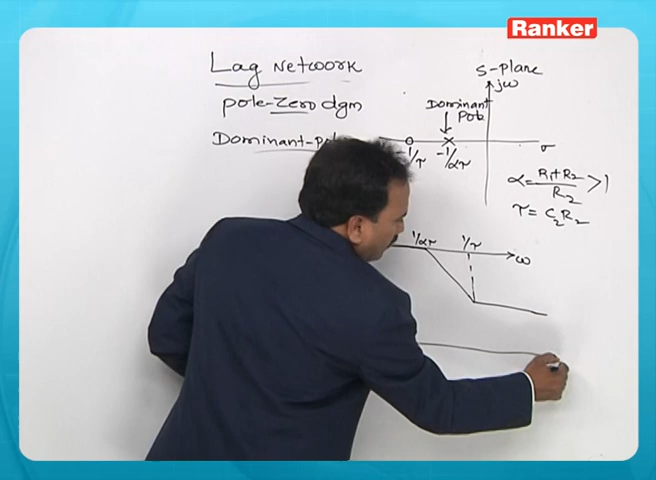 Ranker
Lag Network
pole-Zero dgm
Dominant-
S-plane
jω
Dominant
Pole
σ
-1/τ
-1/ατ
α = R1+R2/R2 >1
τ = C2R2
1/ατ
1/τ
ω